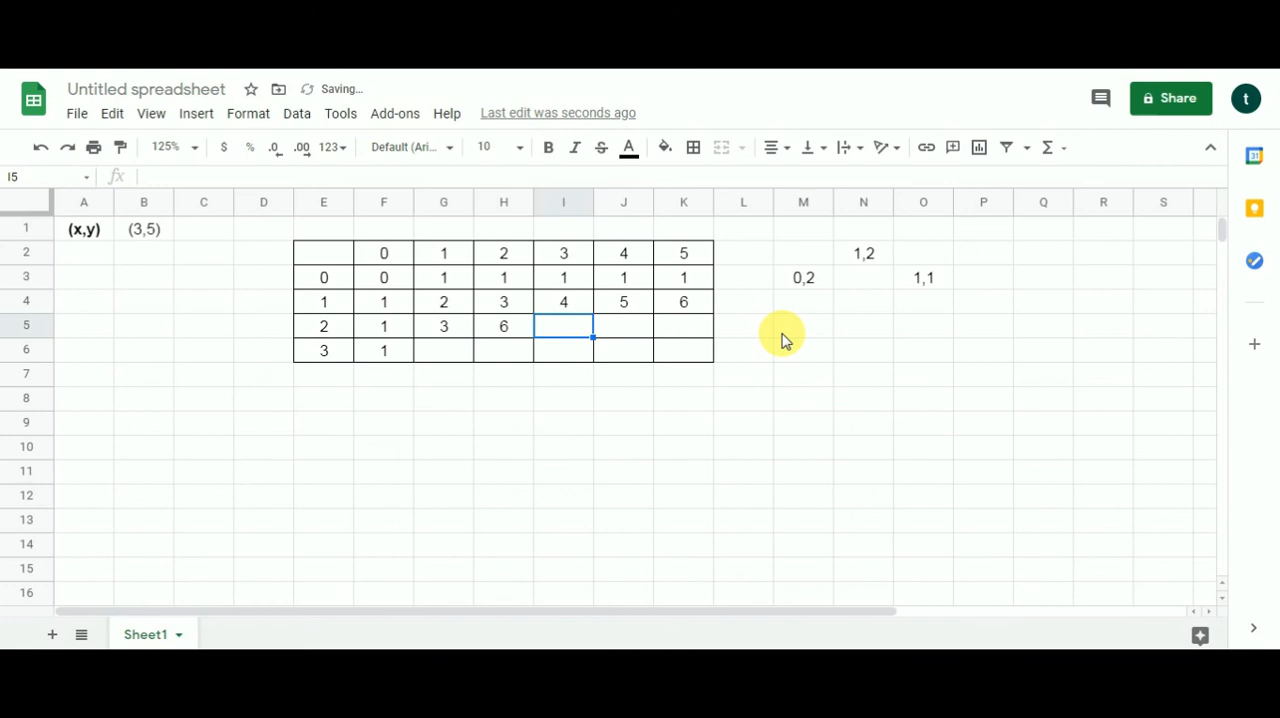 Untitled spreadsheet Saving...
File Edit View Insert Format Data Tools Add-ons Help Last edit was seconds ago
Share t
125% $ % .0 .00 123 Default (Ari... 10 B I S A Σ
31
I5 fx
A B C D E F G H I J K L M N O P Q R S
1 (x,y) (3,5)
2 0 1 2 3 4 5 1,2
3 0 0 1 1 1 1 1 0,2 1,1
4 1 1 2 3 4 5 6
5 2 1 3 6
6 3 1
7
8
9
10
11
12
13
14
15
16
Sheet1